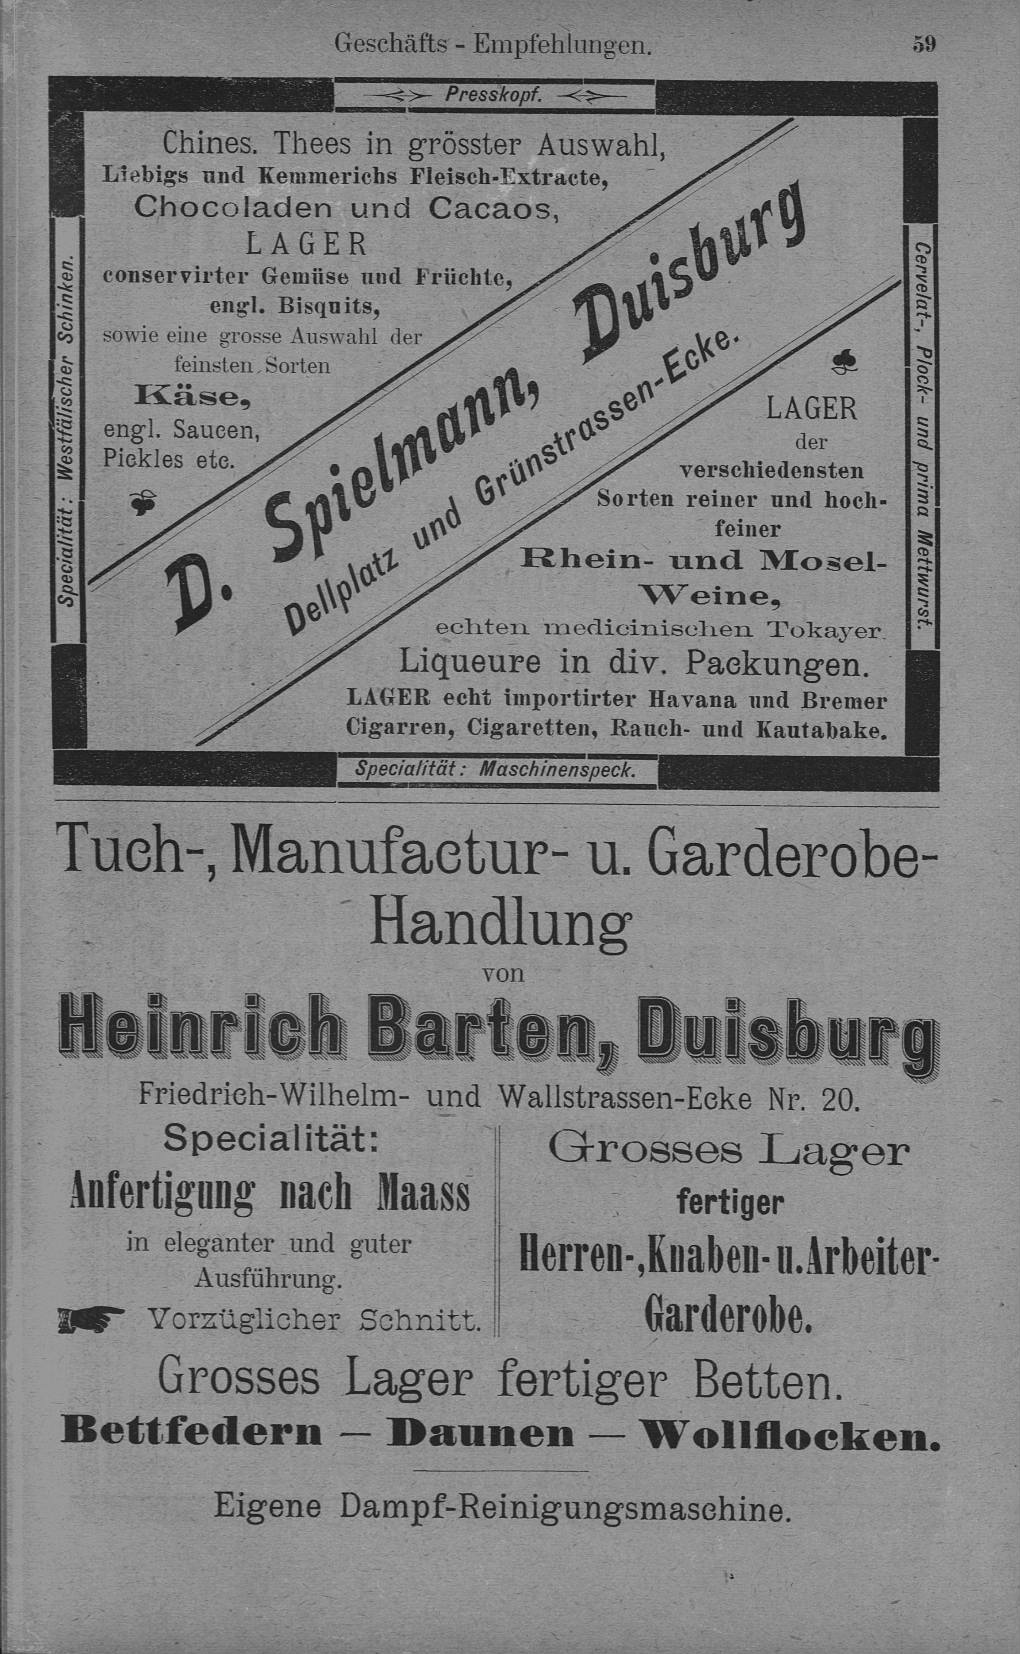 Geschäfts - Empfehlungen. 59
Presskopf.
Specialität: Westfälischer Schinken.
Chines. Thees in grösster Auswahl,
Liebigs und Kemmerichs Fleisch-Extracte,
Chocoladen und Cacaos,
LAGER
conservirter Gemüse und Früchte,
engl. Bisquits,
sowie eine grosse Auswahl der
feinsten Sorten
Käse,
engl. Saucen,
Pickles etc.
D. Spielmann, Duisburg
Dellplatz und Grünstrassen-Ecke.
LAGER
der
verschiedensten
Sorten reiner und hoch-
feiner
Rhein- und Mosel-
Weine,
echten medicinischen Tokayer.
Liqueure in div. Packungen.
LAGER echt importirter Havana und Bremer
Cigarren, Cigaretten, Rauch- und Kautabake.
Cervelat-, Plock- und prima Mettwurst.
Specialität: Maschinenspeck.
Tuch-, Manufactur- u. Garderobe-
Handlung
von
Heinrich Barten, Duisburg
Friedrich-Wilhelm- und Wallstrassen-Ecke Nr. 20.
Specialität:
Anfertigung nach Maass
in eleganter und guter
Ausführung.
Vorzüglicher Schnitt.
Grosses Lager
fertiger
Herren-, Knaben- u. Arbeiter-
Garderobe.
Grosses Lager fertiger Betten.
Bettfedern — Daunen — Wollflocken.
Eigene Dampf-Reinigungsmaschine.